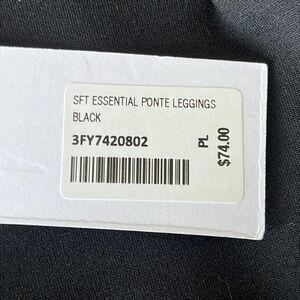 SFT ESSENTIAL PONTE LEGGINGS
BLACK
3FY7420802
PL
$74.00